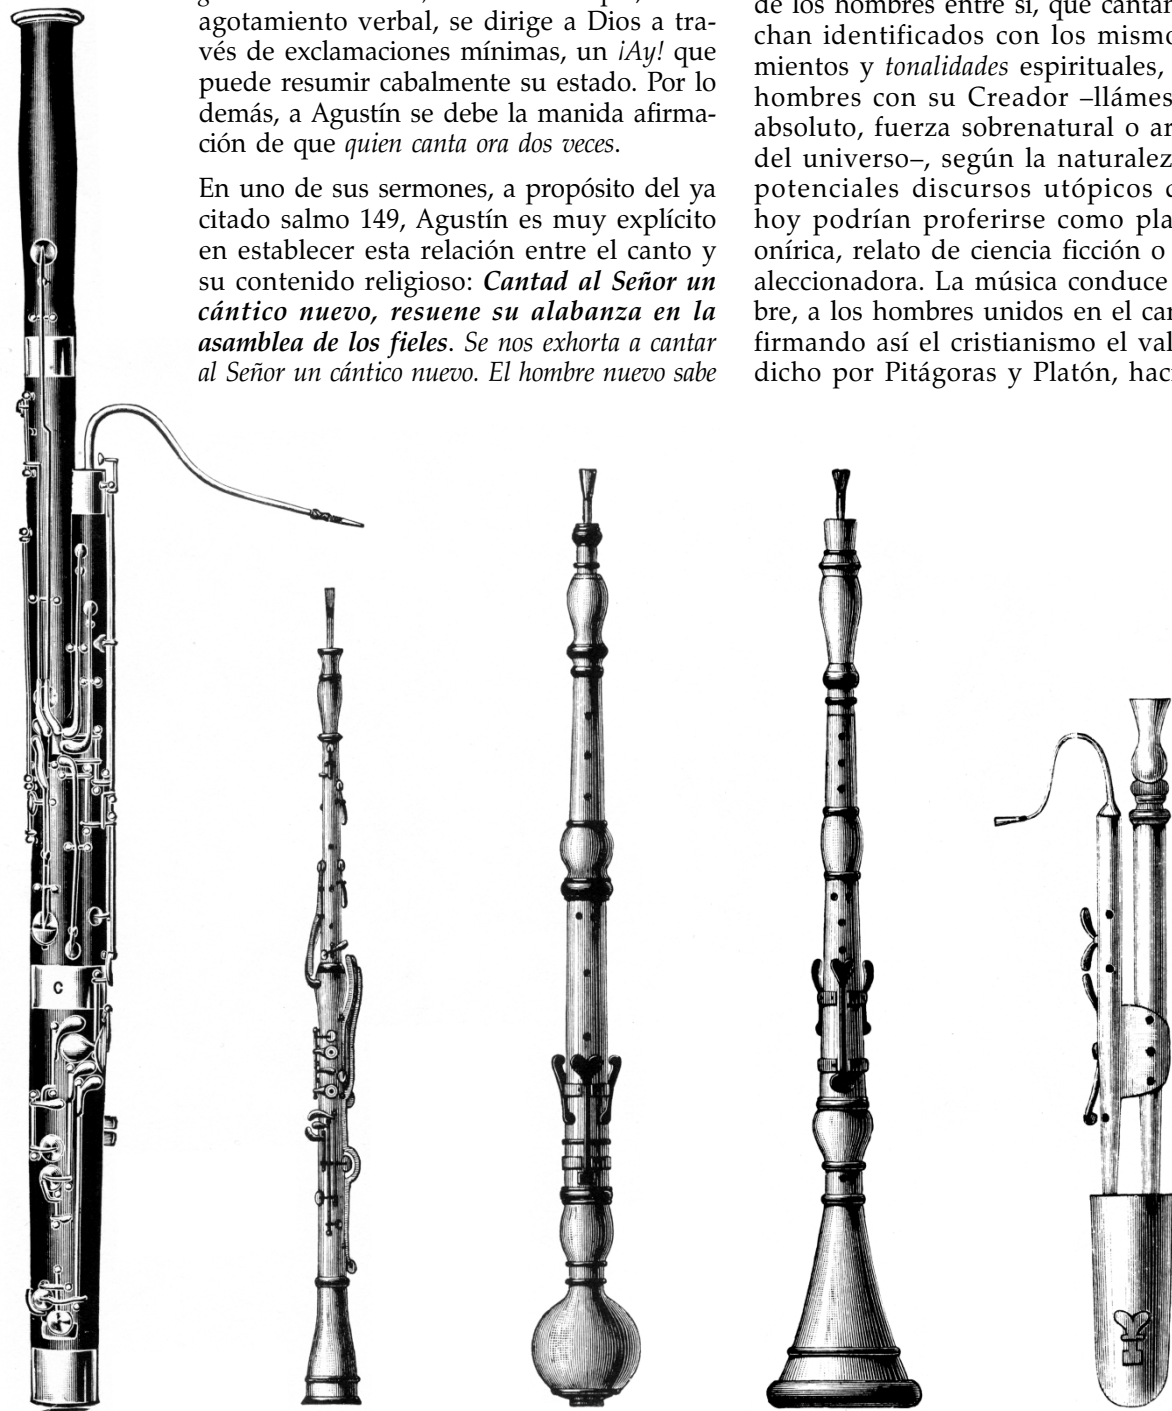 agotamiento verbal, se dirige a Dios a tra-
vés de exclamaciones mínimas, un ¡Ay! que
puede resumir cabalmente su estado. Por lo
demás, a Agustín se debe la manida afirma-
ción de que quien canta ora dos veces.
En uno de sus sermones, a propósito del ya
citado salmo 149, Agustín es muy explícito
en establecer esta relación entre el canto y
su contenido religioso: Cantad al Señor un
cántico nuevo, resuene su alabanza en la
asamblea de los fieles. Se nos exhorta a cantar
al Señor un cántico nuevo. El hombre nuevo sabe
de los hombres entre sí, que cantan
chan identificados con los mismo
mientos y tonalidades espirituales,
hombres con su Creador –llámes
absoluto, fuerza sobrenatural o ar
del universo–, según la naturalez
potenciales discursos utópicos
hoy podrían proferirse como pla
onírica, relato de ciencia ficción o
aleccionadora. La música conduce
bre, a los hombres unidos en el ca
firmando así el cristianismo el val
dicho por Pitágoras y Platón, hac
C